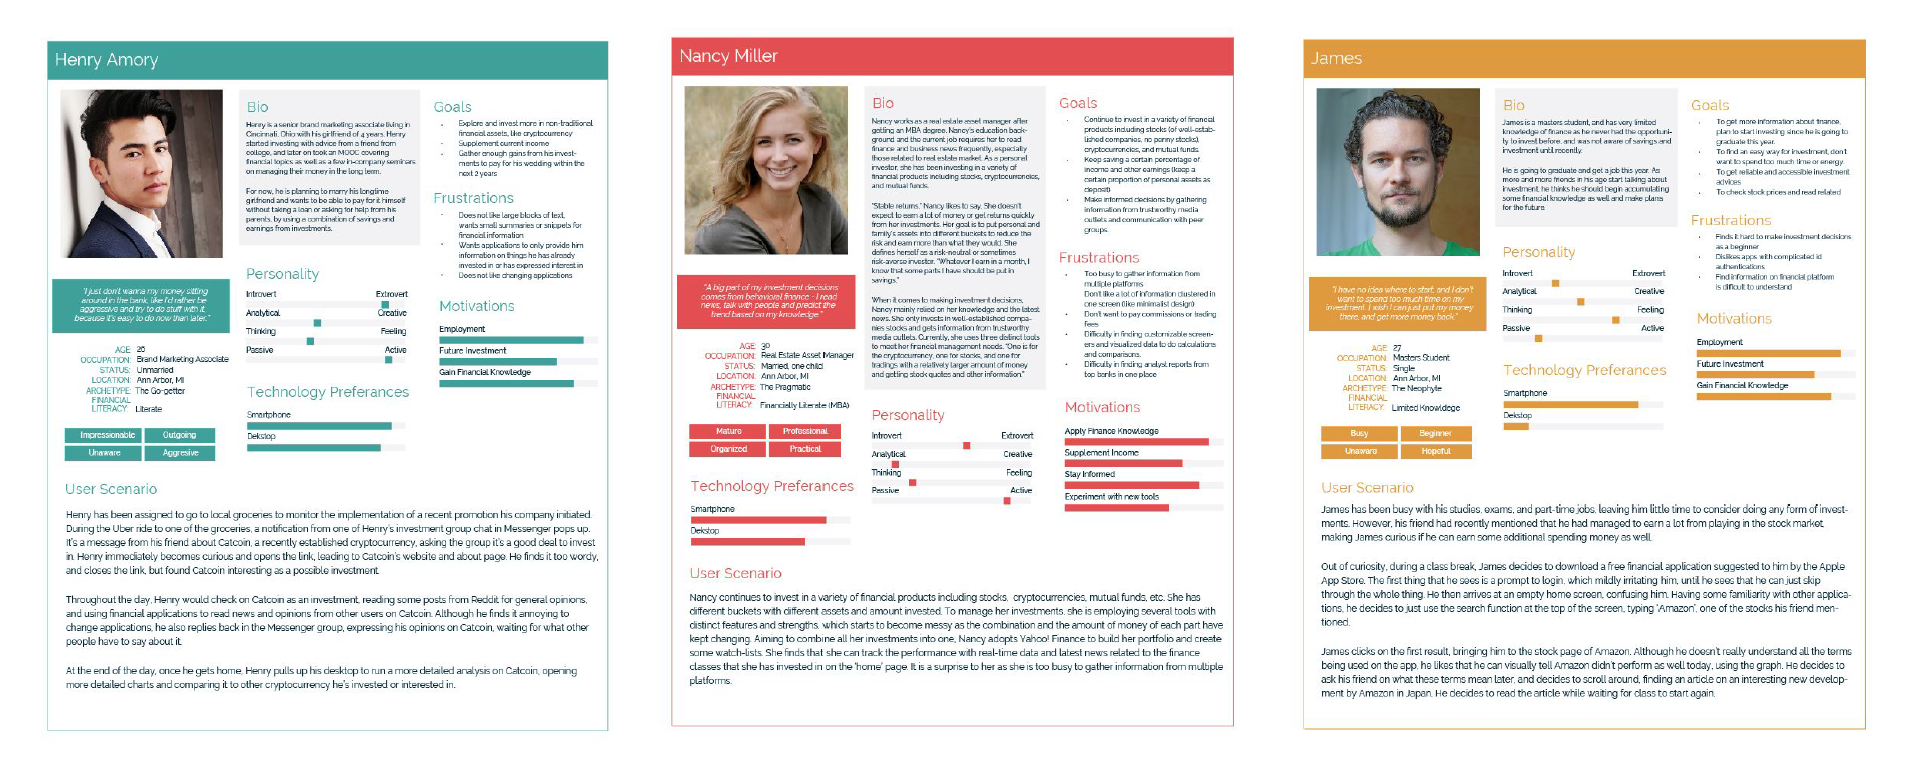 Henry Amory
Bio
Henry is a senior brand marketing associate living in
Cincinnati, Ohio with his girlfriend of 4 years. Henry
started investing with advice from a friend from
college, and later on took an MOOC covering
financial topics as well as a few in-company seminars
on managing their money in the long term.
For now, he is planning to marry his longtime
girlfriend and wants to be able to pay for it himself
without taking a loan or asking for help from his
parents, by using a combination of savings and
earnings from investments.
Goals
Explore and invest more in non-traditional
financial assets, like cryptocurrency
Supplement current income
Gather enough gains from his invest-
ments to pay for his wedding within the
next 2 years
Frustrations
Does not like large blocks of text,
wants small summaries or snippets for
financial information
Wants applications to only provide him
information on things he has already
invested in or has expressed interest in
Does not like changing applications
"I just don't wanna my money sitting
around in the bank, like I'd rather be
aggressive and try to do stuff with it,
because it's easy to do now than later."
AGE: 26
OCCUPATION: Brand Marketing Associate
STATUS: Unmarried
LOCATION: Ann Arbor, MI
ARCHETYPE: The Go-getter
FINANCIAL
LITERACY: Literate
Impressionable Outgoing
Unaware Aggresive
Personality
Introvert Extrovert
Analytical Creative
Thinking Feeling
Passive Active
Technology Preferances
Smartphone
Dekstop
Motivations
Employment
Future Investment
Gain Financial Knowledge
User Scenario
Henry has been assigned to go to local groceries to monitor the implementation of a recent promotion his company initiated.
During the Uber ride to one of the groceries, a notification from one of Henry's investment group chat in Messenger pops up.
It's a message from his friend about Catcoin, a recently established cryptocurrency, asking the group it's a good deal to invest
in. Henry immediately becomes curious and opens the link, leading to Catcoin's website and about page. He finds it too wordy,
and closes the link, but found Catcoin interesting as a possible investment.
Throughout the day, Henry would check on Catcoin as an investment, reading some posts from Reddit for general opinions,
and using financial applications to read news and opinions from other users on Catcoin. Although he finds it annoying to
change applications, he also replies back in the Messenger group, expressing his opinions on Catcoin, waiting for what other
people have to say about it.
At the end of the day, once he gets home, Henry pulls up his desktop to run a more detailed analysis on Catcoin, opening
more detailed charts and comparing it to other cryptocurrency he's invested or interested in.
Nancy Miller
Bio
Nancy works as a real estate asset manager after
getting an MBA degree. Nancy's education back-
ground and the current job requires her to read
finance and business news frequently, especially
those related to real estate market. As a personal
investor, she has been investing in a variety of
financial products including stocks, cryptocurrencies,
and mutual funds.
"Stable returns," Nancy likes to say. She doesn't
expect to earn a lot of money or get returns quickly
from her investments. Her goal is to put personal and
family's assets into different buckets to reduce the
risk and earn more than what they would. She
defines herself as a risk-neutral or sometimes
risk-averse investor. "Whatever I earn in a month, I
know that some parts I have should be put in
savings."
When it comes to making investment decisions,
Nancy mainly relied on her knowledge and the latest
news. She only invests in well-established compa-
nies stocks and gets information from trustworthy
media outlets. Currently, she uses three distinct tools
to meet her financial management needs. "One is for
the cryptocurrency, one for stocks, and one for
tradings with a relatively larger amount of money
and getting stock quotes and other information."
Goals
Continue to invest in a variety of financial
products including stocks (of well-estab-
lished companies, no penny stocks),
cryptocurrencies, and mutual funds.
Keep saving a certain percentage of
income and other earnings (keep a
certain proportion of personal assets as
deposit)
Make informed decisions by gathering
information from trustworthy media
outlets and communication with peer
groups.
Frustrations
Too busy to gather information from
multiple platforms
Don't like a lot of information clustered in
one screen (like minimalist design)
Don't want to pay commissions or trading
fees
Difficulty in finding customizable screen-
ers and visualized data to do calculations
and comparisons.
Difficulty in finding analyst reports from
top banks in one place
"A big part of my investment decisions
comes from behavioral finance - I read
news, talk with people and predict the
trend based on my knowledge."
AGE: 30
OCCUPATION: Real Estate Asset Manager
STATUS: Married, one child
LOCATION: Ann Arbor, MI
ARCHETYPE: The Pragmatic
FINANCIAL
LITERACY: Financially Literate (MBA)
Mature Professional
Organized Practical
Technology Preferances
Smartphone
Dekstop
Personality
Introvert Extrovert
Analytical Creative
Thinking Feeling
Passive Active
Motivations
Apply Finance Knowledge
Supplement Income
Stay Informed
Experiment with new tools
User Scenario
Nancy continues to invest in a variety of financial products including stocks, cryptocurrencies, mutual funds, etc. She has
different buckets with different assets and amount invested. To manage her investments, she is employing several tools with
distinct features and strengths, which starts to become messy as the combination and the amount of money of each part have
kept changing. Aiming to combine all her investments into one, Nancy adopts Yahoo! Finance to build her portfolio and create
some watch-lists. She finds that she can track the performance with real-time data and latest news related to the finance
classes that she has invested in on the 'home' page. It is a surprise to her as she is too busy to gather information from multiple
platforms.
James
Bio
James is a masters student, and has very limited
knowledge of finance as he never had the opportuni-
ty to invest before, and was not aware of savings and
investment until recently.
He is going to graduate and get a job this year. As
more and more friends in his age start talking about
investment, he thinks he should begin accumulating
some financial knowledge as well and make plans
for the future.
Goals
To get more information about finance,
plan to start investing since he is going to
graduate this year.
To find an easy way for investment, don't
want to spend too much time or energy.
To get reliable and accessible investment
advices
To check stock prices and read related
Frustrations
Finds it hard to make investment decisions
as a beginner
Dislikes apps with complicated id
authentications
Find information on financial platform
is difficult to understand
"I have no idea where to start, and I don't
want to spend too much time on my
investment. I wish I can just put my money
there, and get more money back."
AGE: 27
OCCUPATION: Masters Student
STATUS: Single
LOCATION: Ann Arbor, MI
ARCHETYPE: The Neophyte
FINANCIAL
LITERACY: Limited Knowldege
Busy Beginner
Unaware Hopeful
Personality
Introvert Extrovert
Analytical Creative
Thinking Feeling
Passive Active
Technology Preferances
Smartphone
Dekstop
Motivations
Employment
Future Investment
Gain Financial Knowledge
User Scenario
James has been busy with his studies, exams, and part-time jobs, leaving him little time to consider doing any form of invest-
ments. However, his friend had recently mentioned that he had managed to earn a lot from playing in the stock market,
making James curious if he can earn some additional spending money as well.
Out of curiosity, during a class break, James decides to download a free financial application suggested to him by the Apple
App Store. The first thing that he sees is a prompt to login, which mildly irritating him, until he sees that he can just skip
through the whole thing. He then arrives at an empty home screen, confusing him. Having some familiarity with other applica-
tions, he decides to just use the search function at the top of the screen, typing 'Amazon', one of the stocks his friend men-
tioned.
James clicks on the first result, bringing him to the stock page of Amazon. Although he doesn't really understand all the terms
being used on the app, he likes that he can visually tell Amazon didn't perform as well today, using the graph. He decides to
ask his friend on what these terms mean later, and decides to scroll around, finding an article on an interesting new develop-
ment by Amazon in Japan. He decides to read the article while waiting for class to start again.